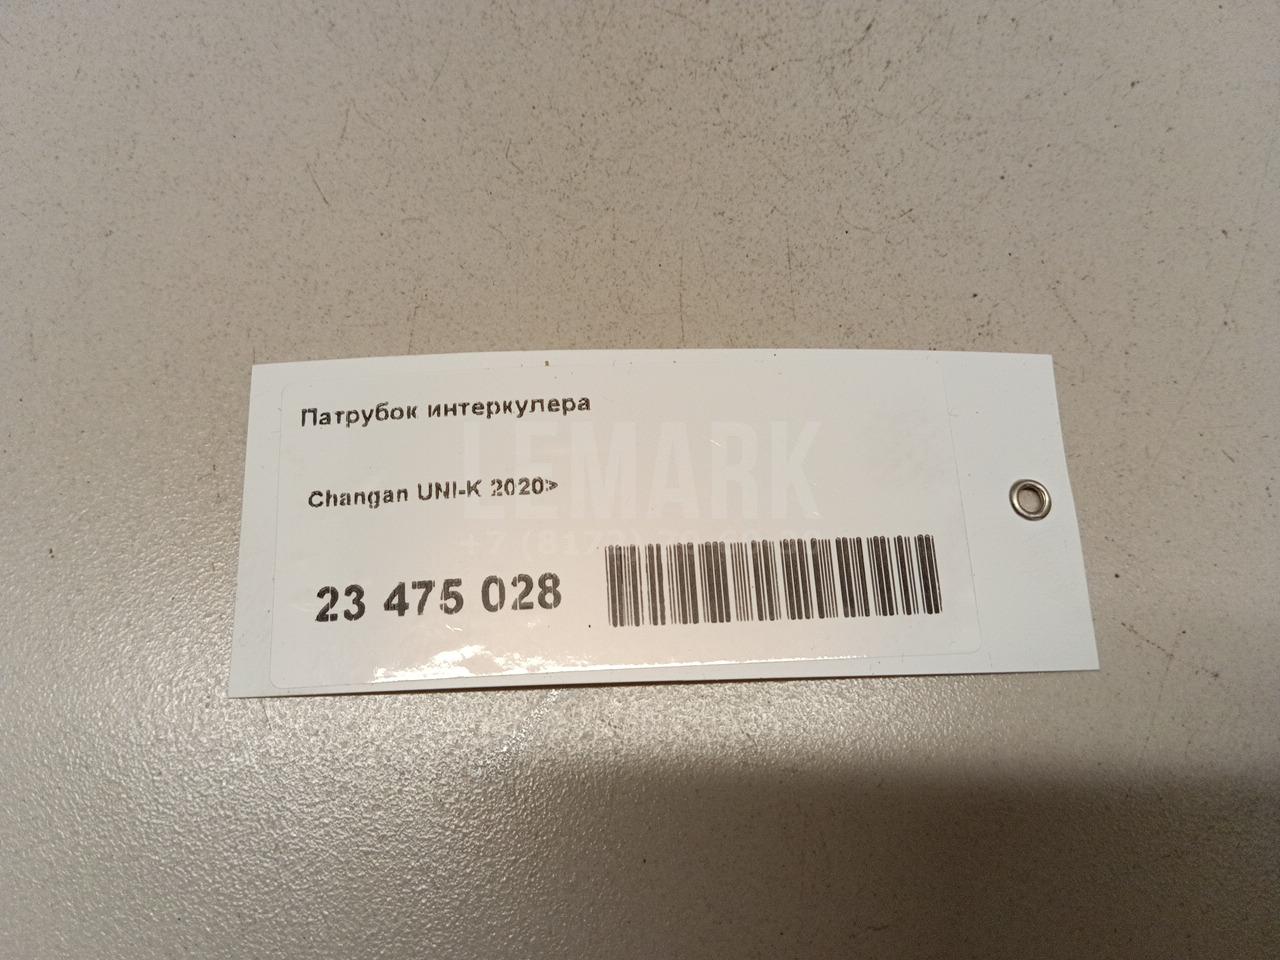 Патрубок интеркулера
LEMARK
Changan UNI-K 2020>
23 475 028